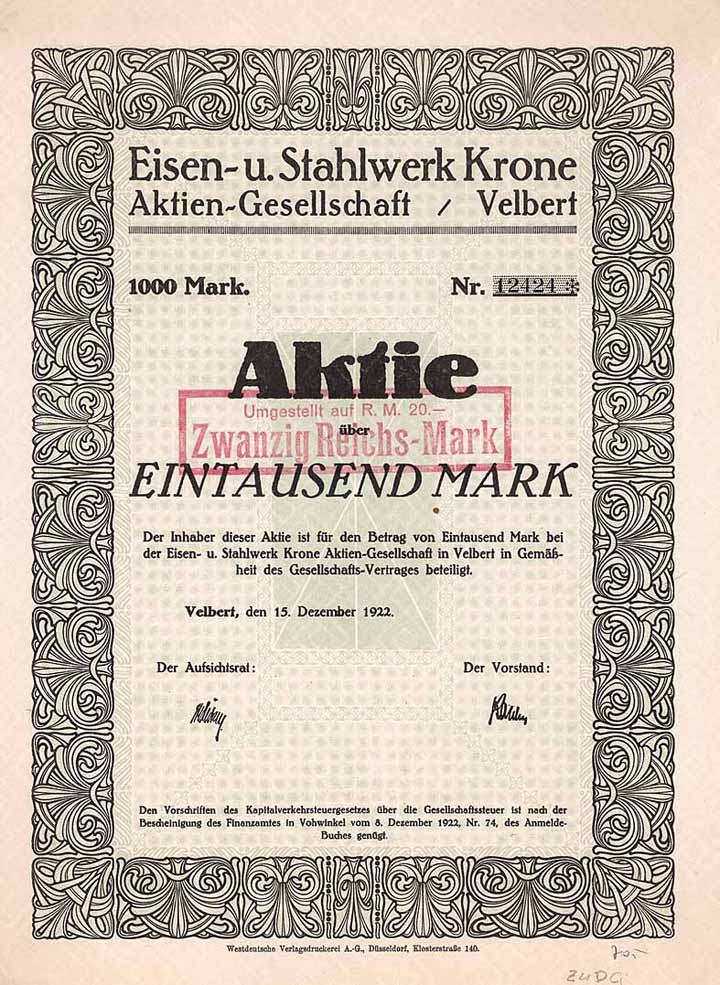 Eisen- u. Stahlwerk Krone
Aktien-Gesellschaft / Velbert
1000 Mark.
Nr. 12424 *
Aktie
Umgestellt auf R. M. 20.—
über
Zwanzig Reichs-Mark
EINTAUSEND MARK
Der Inhaber dieser Aktie ist für den Betrag von Eintausend Mark bei
der Eisen- u. Stahlwerk Krone Aktien-Gesellschaft in Velbert in Gemäß-
heit des Gesellschafts-Vertrages beteiligt.
Velbert, den 15. Dezember 1922.
Der Aufsichtsrat:
Der Vorstand:
Den Vorschriften des Kapitalverkehrsteuergesetzes über die Gesellschaftssteuer ist nach der
Bescheinigung des Finanzamtes in Vohwinkel vom 8. Dezember 1922, Nr. 74, des Anmelde-
Buches genügt.
Westdeutsche Verlagsdruckerei A.-G., Düsseldorf, Klosterstraße 140.